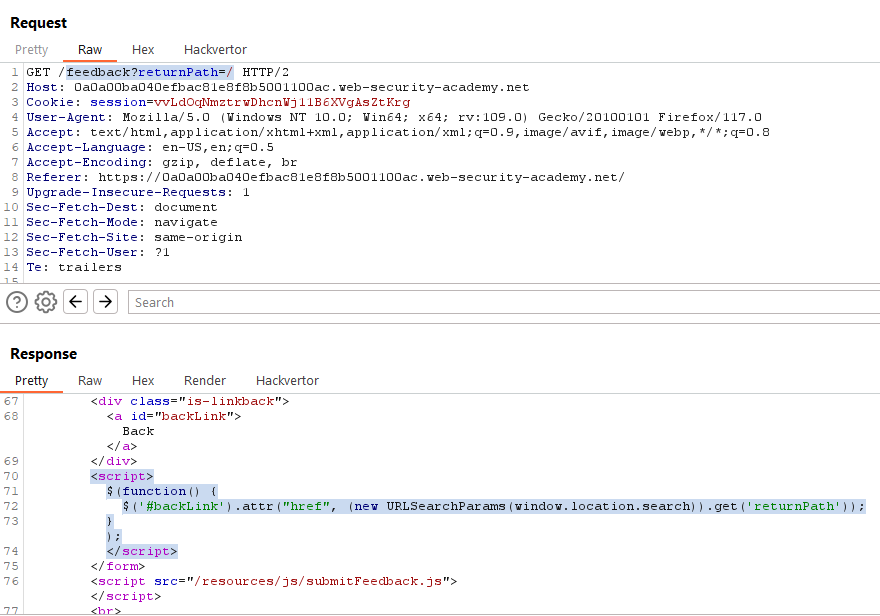 Request
Pretty Raw Hex Hackvertor
1 GET /feedback?returnPath=/ HTTP/2
2 Host: 0a0a00ba040efbac81e8f8b5001100ac.web-security-academy.net
3 Cookie: session=vvLdOqNmztrwDhcnWj11B6XVgAsZtKrg
4 User-Agent: Mozilla/5.0 (Windows NT 10.0; Win64; x64; rv:109.0) Gecko/20100101 Firefox/117.0
5 Accept: text/html,application/xhtml+xml,application/xml;q=0.9,image/avif,image/webp,*/*;q=0.8
6 Accept-Language: en-US,en;q=0.5
7 Accept-Encoding: gzip, deflate, br
8 Referer: https://0a0a00ba040efbac81e8f8b5001100ac.web-security-academy.net/
9 Upgrade-Insecure-Requests: 1
10 Sec-Fetch-Dest: document
11 Sec-Fetch-Mode: navigate
12 Sec-Fetch-Site: same-origin
13 Sec-Fetch-User: ?1
14 Te: trailers
15
? Search
Response
Pretty Raw Hex Render Hackvertor
67 <div class="is-linkback">
68 <a id="backLink">
Back
</a>
69 </div>
70 <script>
71 $(function() {
72 $('#backLink').attr("href", (new URLSearchParams(window.location.search)).get('returnPath'));
73 }
);
74 </script>
75 </form>
76 <script src="/resources/js/submitFeedback.js">
</script>
77 <br>